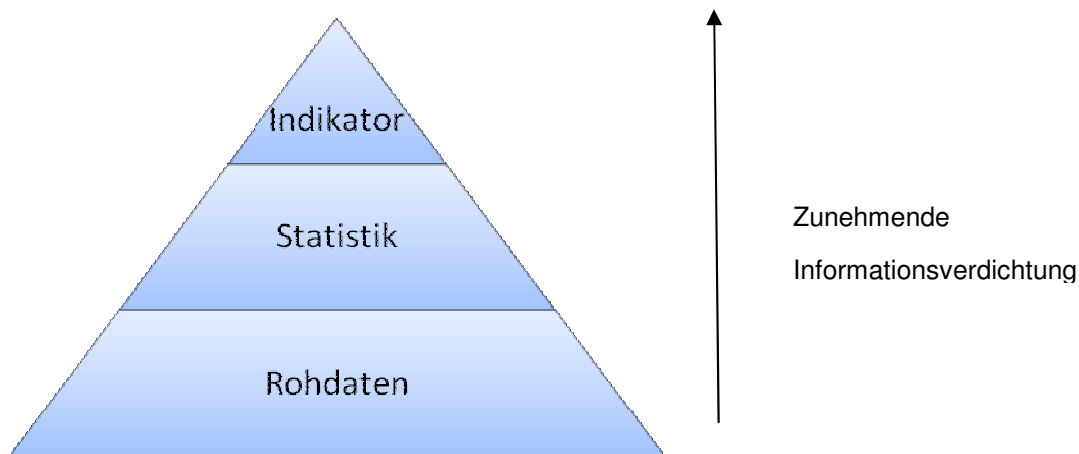 Indikator
Statistik
Rohdaten
Zunehmende
Informationsverdichtung